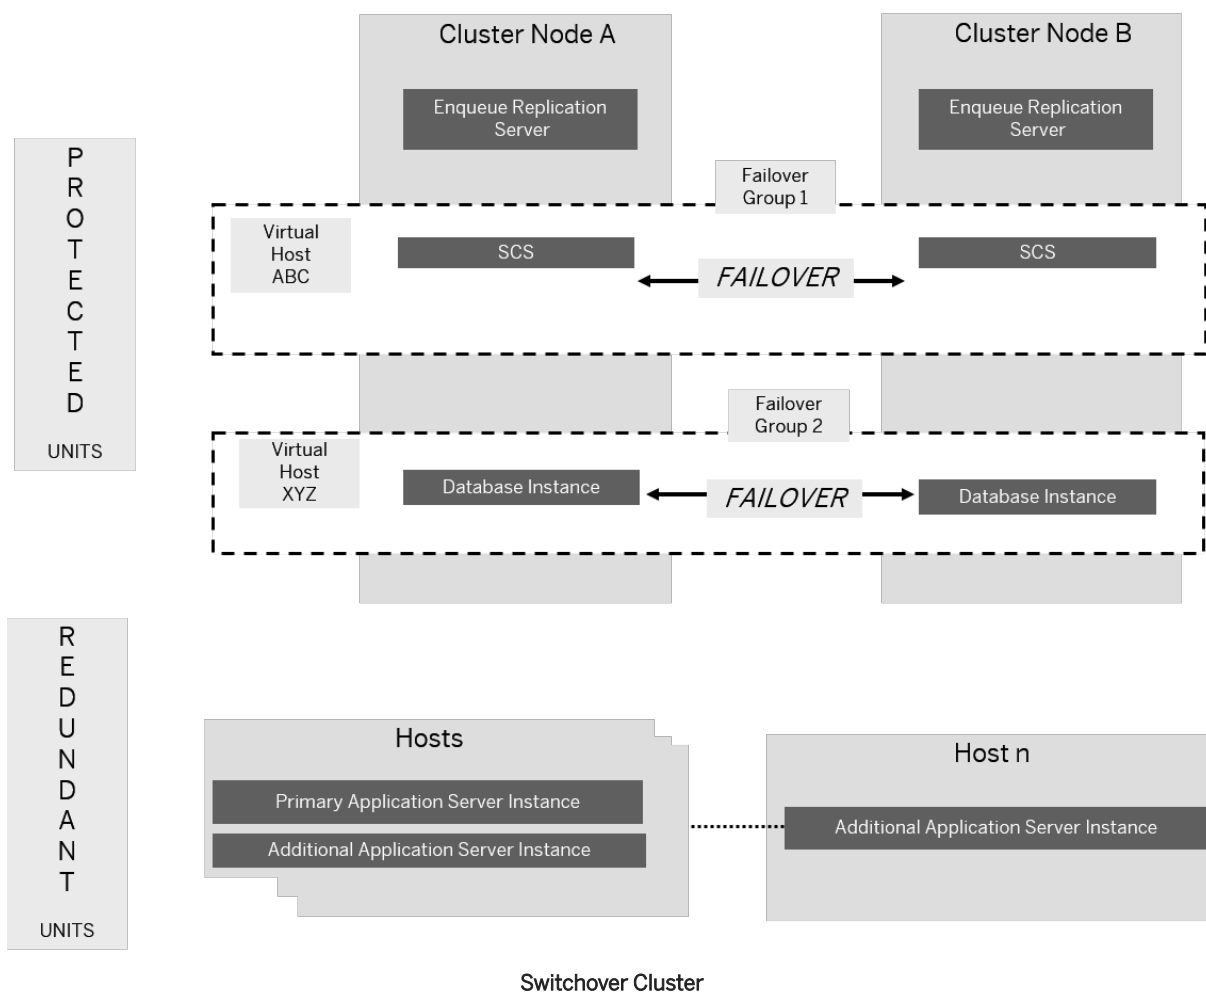 Cluster Node A
Cluster Node B
Enqueue Replication
Server
Enqueue Replication
Server
PROTECTED
UNITS
Failover
Group 1
Virtual
Host
ABC
SCS
SCS
FAILOVER
Failover
Group 2
Virtual
Host
XYZ
Database Instance
FAILOVER
Database Instance
REDUNDANT
UNITS
Hosts
Primary Application Server Instance
Additional Application Server Instance
Host n
Additional Application Server Instance
Switchover Cluster